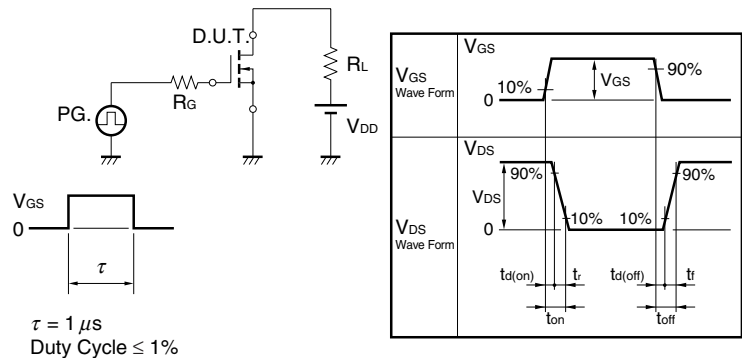 D.U.T.
RL
RG
PG.
VDD
VGS
0
τ
τ = 1 μs
Duty Cycle ≤ 1%
VGS
Wave Form
VGS
10%
VGS
90%
0
VDS
Wave Form
VDS
90%
90%
VDS
10%
10%
0
td(on)
tr
td(off)
tf
ton
toff